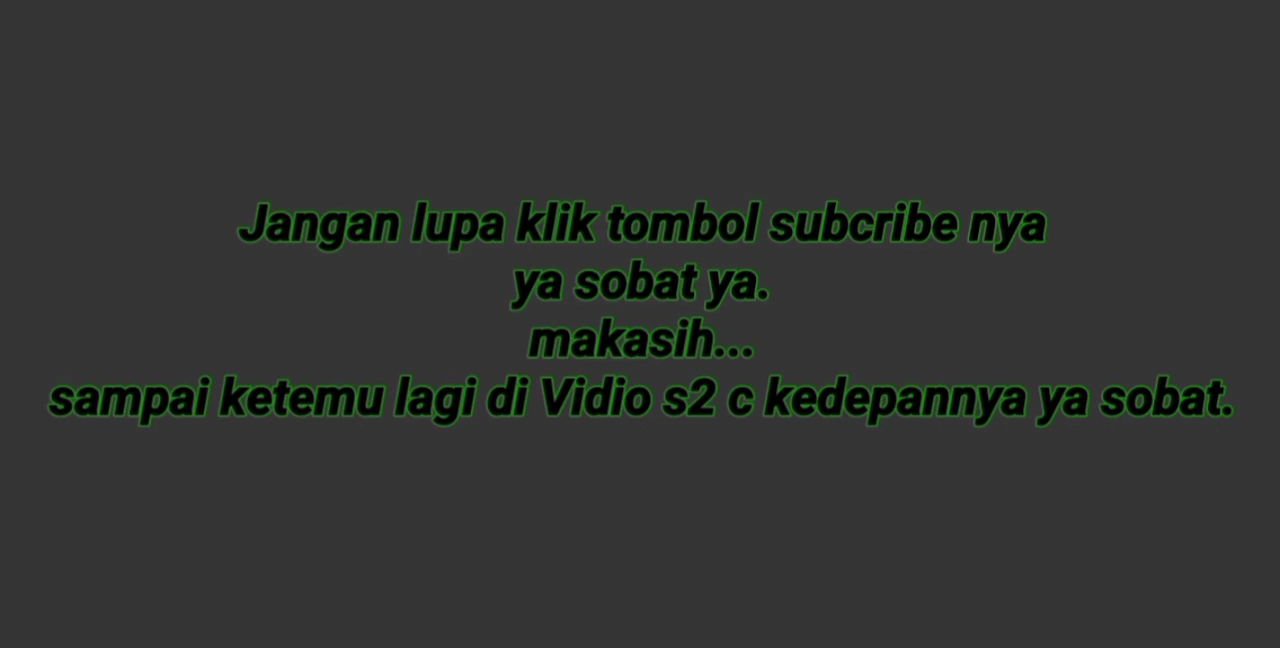 Jangan lupa klik tombol subcribe nya
ya sobat ya.
makasih...
sampai ketemu lagi di Vidio s2 c kedepannya ya sobat.